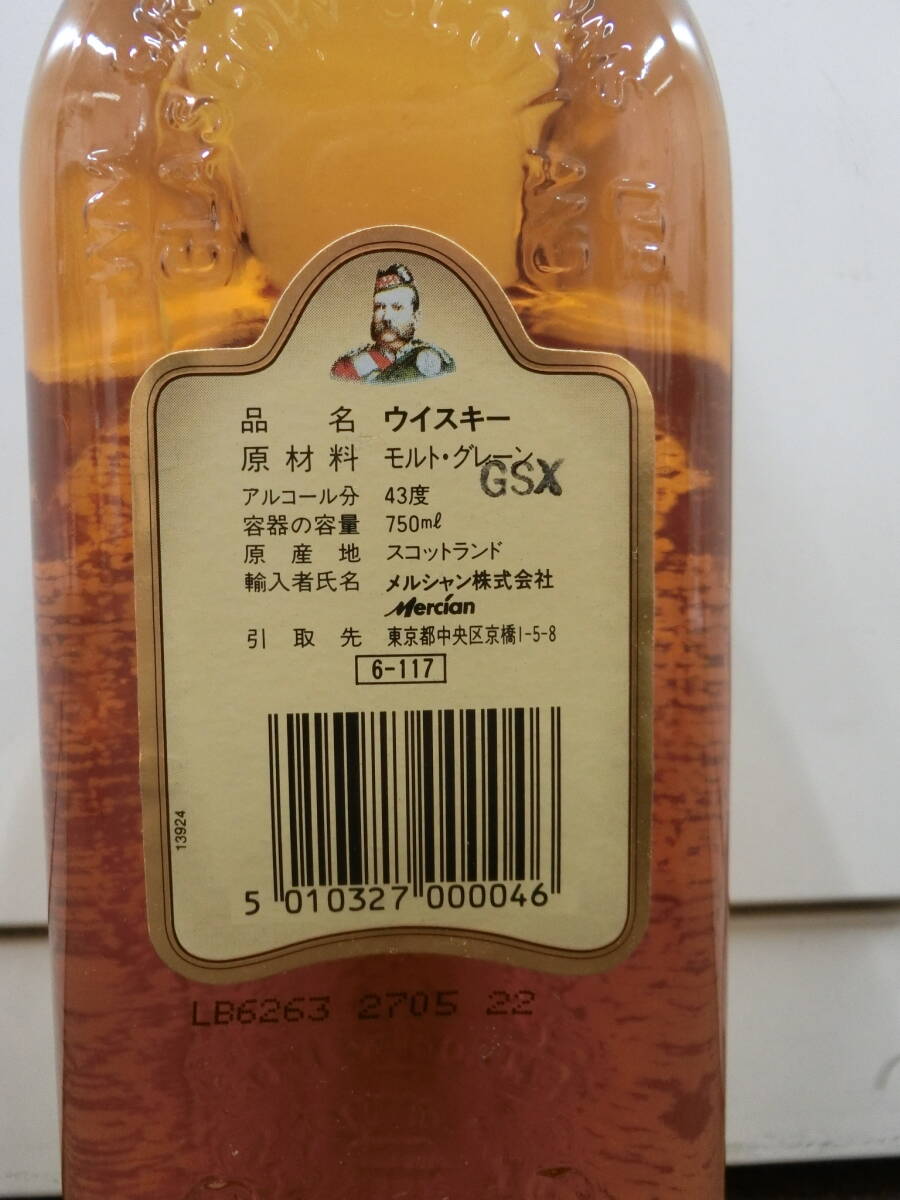 GLASGOW SCOTLAND
品名 ウイスキー
原材料 モルト・グレーン
GSX
アルコール分 43度
容器の容量 750ml
原産地 スコットランド
輸入者氏名 メルシャン株式会社
Mercian
引取先 東京都中央区京橋1-5-8
6-117
13924
5 010327 000046
LB6263 2705 22